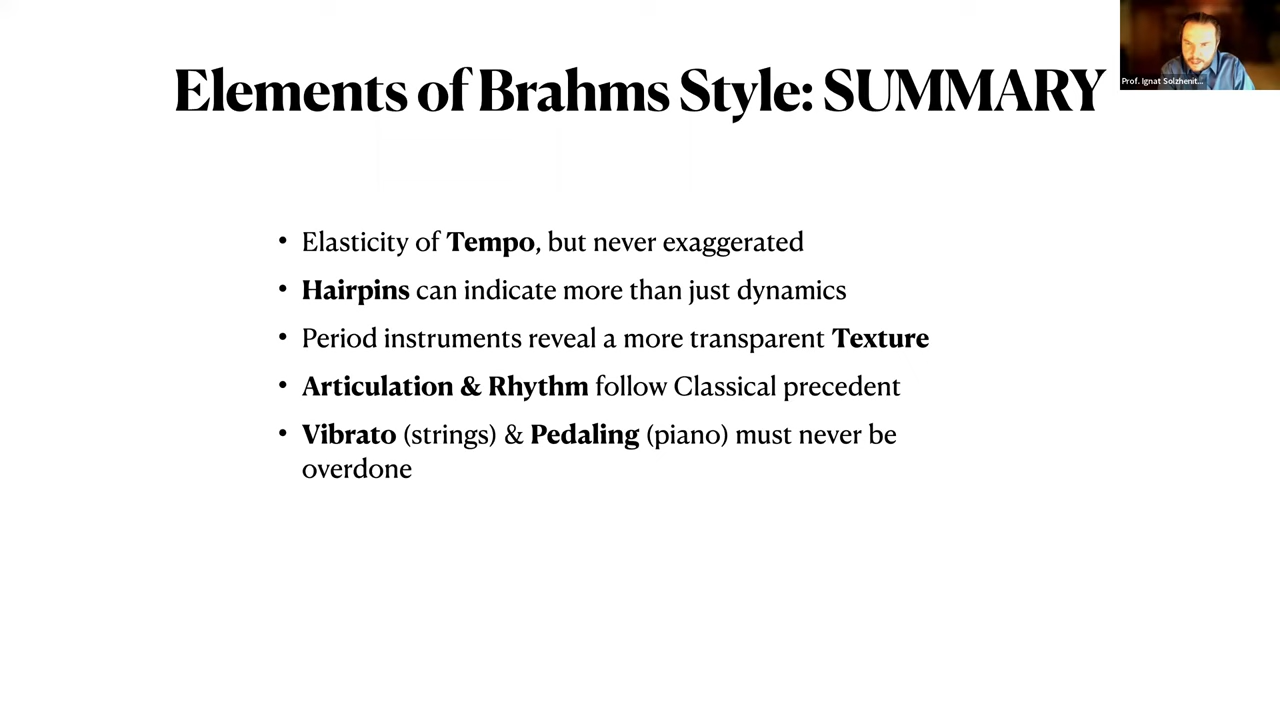 Elements of Brahms Style: SUMMARY
Prof. Ignat Solzhenit...
• Elasticity of Tempo, but never exaggerated
• Hairpins can indicate more than just dynamics
• Period instruments reveal a more transparent Texture
• Articulation & Rhythm follow Classical precedent
• Vibrato (strings) & Pedaling (piano) must never be
overdone